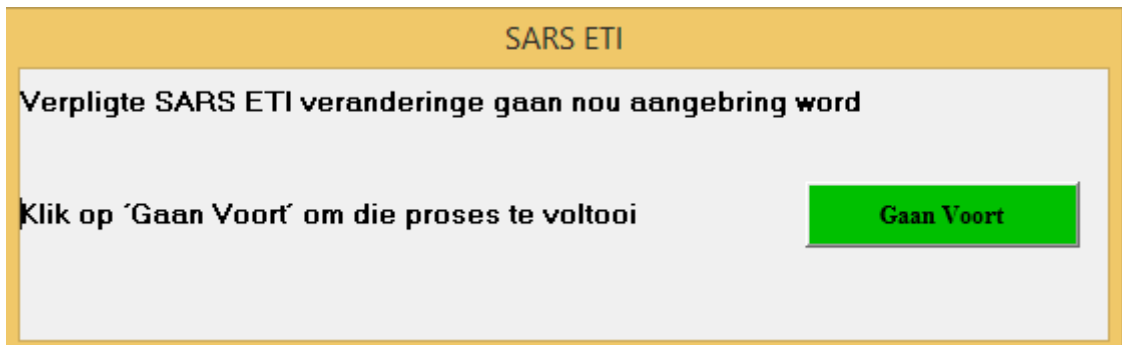 SARS ETI
Verpligte SARS ETI veranderinge gaan nou aangebring word
Klik op ´Gaan Voort´ om die proses te voltooi
Gaan Voort